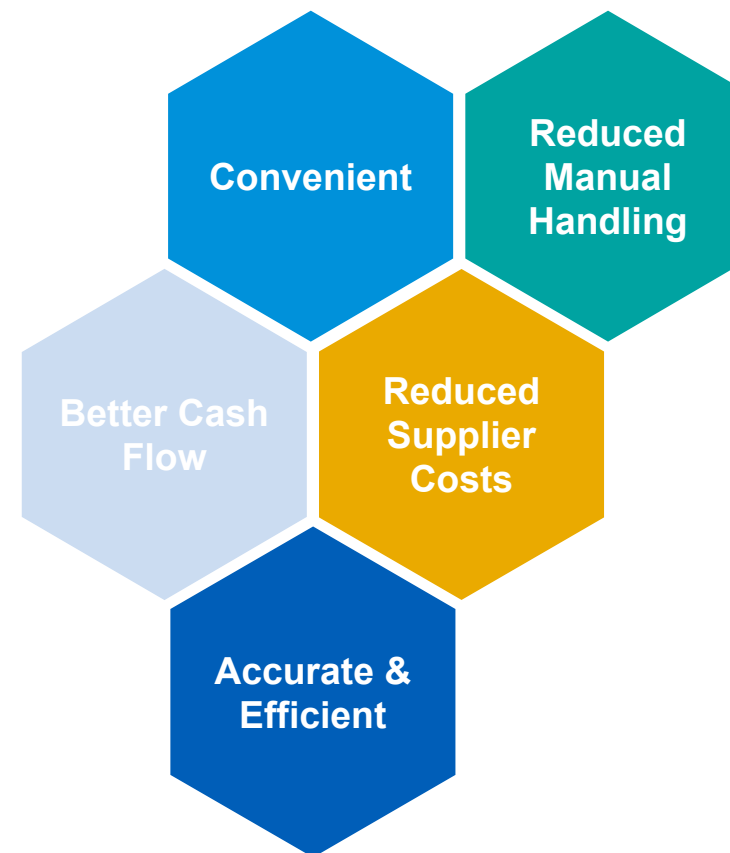 Convenient
Reduced
Manual
Handling
Better Cash
Flow
Reduced
Supplier
Costs
Accurate &
Efficient